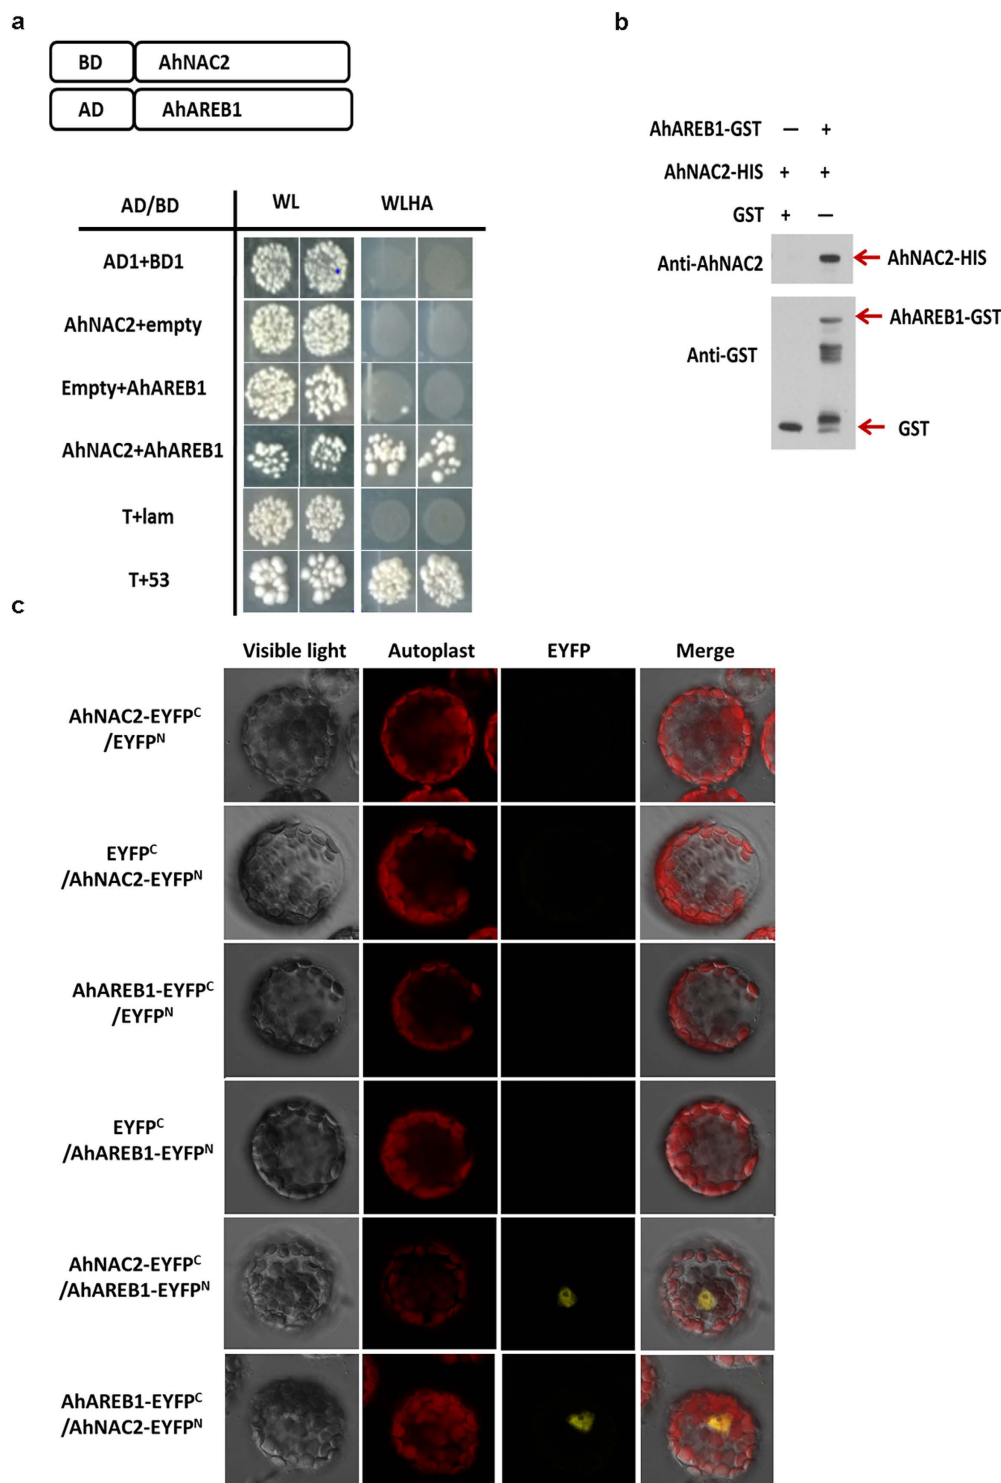 a
BD AhNAC2
AD AhAREB1
AD/BD WL WLHA
AD1+BD1
AhNAC2+empty
Empty+AhAREB1
AhNAC2+AhAREB1
T+lam
T+53
b
AhAREB1-GST — +
AhNAC2-HIS + +
GST + —
Anti-AhNAC2 AhNAC2-HIS
AhAREB1-GST
Anti-GST
GST
c
Visible light Autoplast EYFP Merge
AhNAC2-EYFPᶜ
/EYFPᴺ
EYFPᶜ
/AhNAC2-EYFPᴺ
AhAREB1-EYFPᶜ
/EYFPᴺ
EYFPᶜ
/AhAREB1-EYFPᴺ
AhNAC2-EYFPᶜ
/AhAREB1-EYFPᴺ
AhAREB1-EYFPᶜ
/AhNAC2-EYFPᴺ